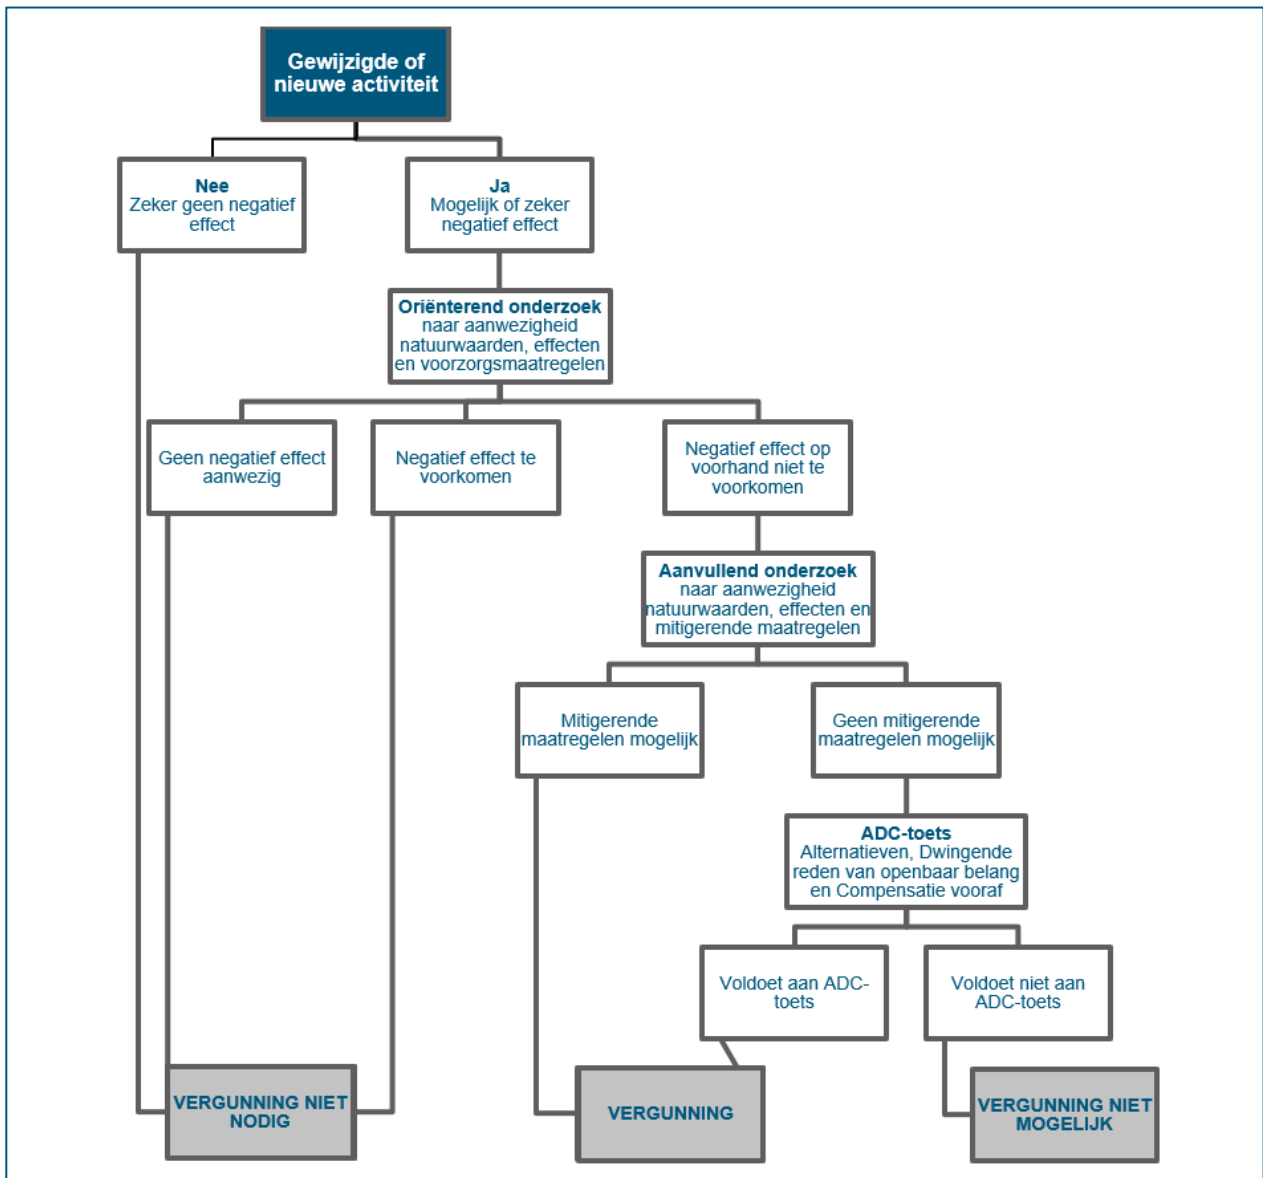 Gewijzigde of
nieuwe activiteit
Nee
Zeker geen negatief
effect
Ja
Mogelijk of zeker
negatief effect
Oriënterend onderzoek
naar aanwezigheid
natuurwaarden, effecten
en voorzorgsmaatregelen
Geen negatief effect
aanwezig
Negatief effect te
voorkomen
Negatief effect op
voorhand niet te
voorkomen
Aanvullend onderzoek
naar aanwezigheid
natuurwaarden, effecten en
mitigerende maatregelen
Mitigerende
maatregelen mogelijk
Geen mitigerende
maatregelen mogelijk
ADC-toets
Alternatieven, Dwingende
reden van openbaar belang
en Compensatie vooraf
Voldoet aan ADC-
toets
Voldoet niet aan
ADC-toets
VERGUNNING NIET
NODIG
VERGUNNING
VERGUNNING NIET
MOGELIJK